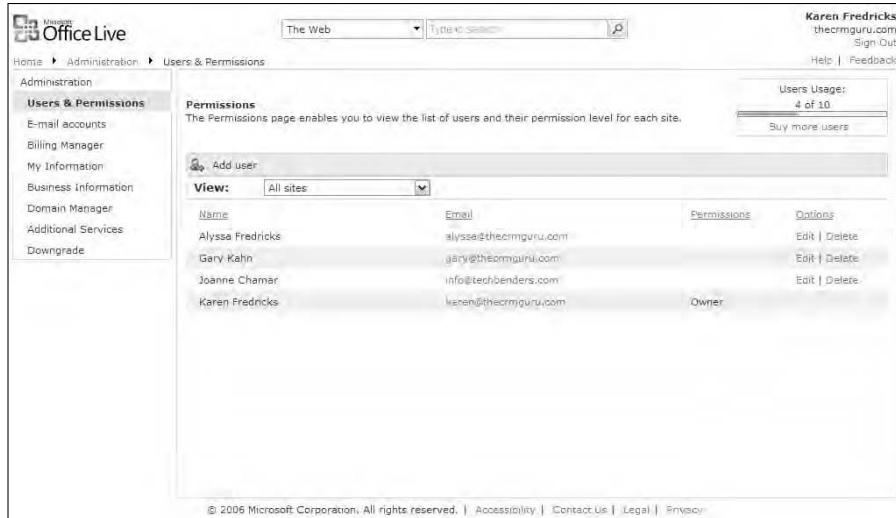 Microsoft
Office Live
The Web
Type to search
Karen Fredricks
thecrmguru.com
Sign Out
Home Administration Users & Permissions
Help | Feedback
Administration
Users & Permissions
E-mail accounts
Billing Manager
My Information
Business Information
Domain Manager
Additional Services
Downgrade
Permissions
The Permissions page enables you to view the list of users and their permission level for each site.
Users Usage:
4 of 10
Buy more users
Add user
View: All sites
Name Email Permissions Options
Alyssa Fredricks alyssa@thecrmguru.com Edit | Delete
Gary Kahn gary@thecrmguru.com Edit | Delete
Joanne Chamar info@techbenders.com Edit | Delete
Karen Fredricks karen@thecrmguru.com Owner
© 2006 Microsoft Corporation. All rights reserved. | Accessibility | Contact Us | Legal | Privacy